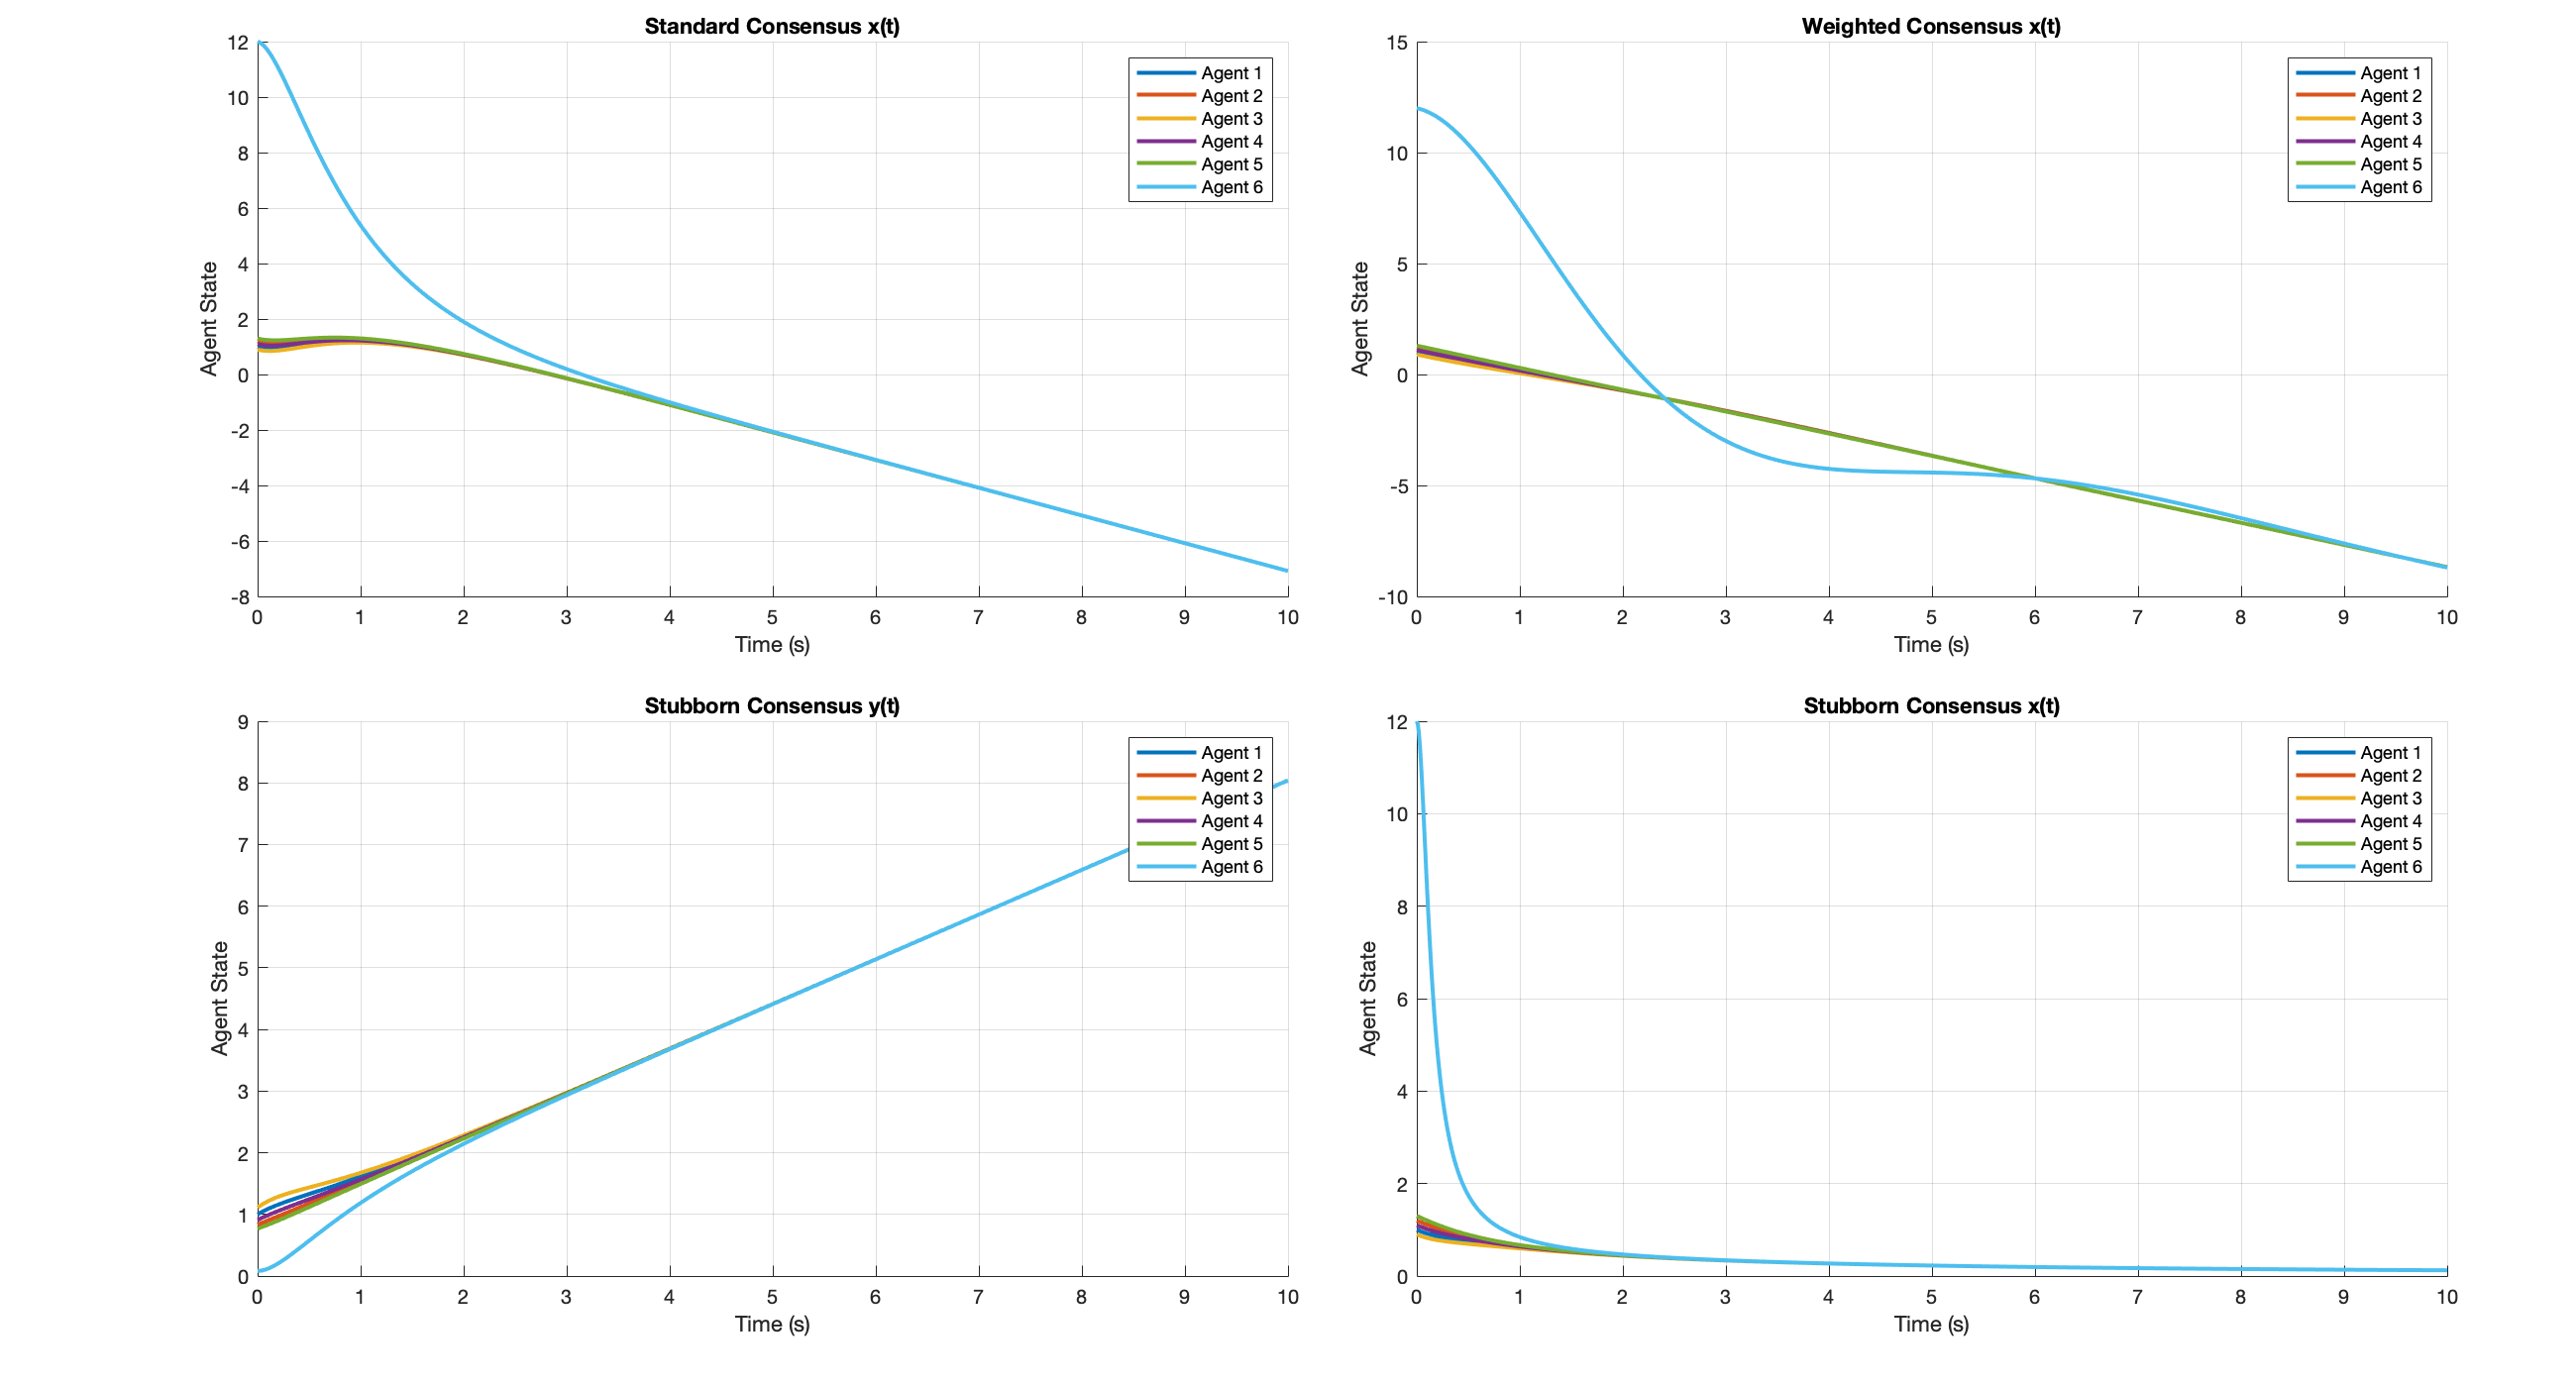 Standard Consensus x(t)
Agent State
12
10
8
6
4
2
0
-2
-4
-6
-8
0 1 2 3 4 5 6 7 8 9 10
Time (s)
Agent 1
Agent 2
Agent 3
Agent 4
Agent 5
Agent 6
Weighted Consensus x(t)
Agent State
15
10
5
0
-5
-10
0 1 2 3 4 5 6 7 8 9 10
Time (s)
Agent 1
Agent 2
Agent 3
Agent 4
Agent 5
Agent 6
Stubborn Consensus y(t)
Agent State
9
8
7
6
5
4
3
2
1
0
0 1 2 3 4 5 6 7 8 9 10
Time (s)
Agent 1
Agent 2
Agent 3
Agent 4
Agent 5
Agent 6
Stubborn Consensus x(t)
Agent State
12
10
8
6
4
2
0
0 1 2 3 4 5 6 7 8 9 10
Time (s)
Agent 1
Agent 2
Agent 3
Agent 4
Agent 5
Agent 6